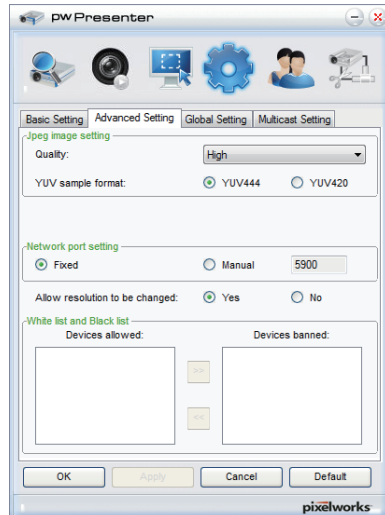 pwPresenter
Basic Setting Advanced Setting Global Setting Multicast Setting
Jpeg image setting
Quality: High
YUV sample format: YUV444 YUV420
Network port setting
Fixed Manual 5900
Allow resolution to be changed: Yes No
White list and Black list
Devices allowed: Devices banned:
>>
<<
OK Apply Cancel Default
pixelworks